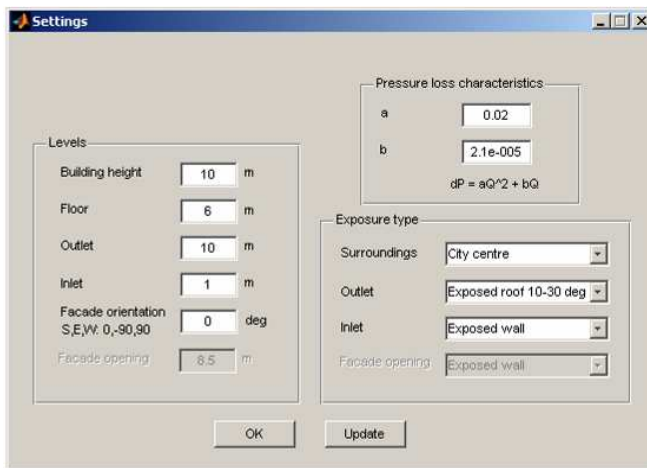 Settings
Pressure loss characteristics
a 0.02
b 2.1e-005
dP = aQ^2 + bQ
Levels
Building height 10 m
Floor 6 m
Outlet 10 m
Inlet 1 m
Facade orientation
S,E,W: 0,-90,90 0 deg
Facade opening 8.5 m
Exposure type
Surroundings City centre
Outlet Exposed roof 10-30 deg
Inlet Exposed wall
Facade opening Exposed wall
OK Update